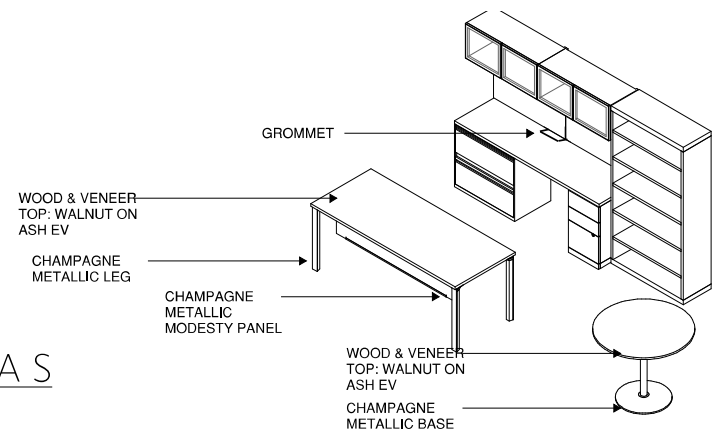 GROMMET
WOOD & VENEER
TOP: WALNUT ON
ASH EV
CHAMPAGNE
METALLIC LEG
CHAMPAGNE
METALLIC
MODESTY PANEL
WOOD & VENEER
TOP: WALNUT ON
ASH EV
CHAMPAGNE
METALLIC BASE
A S